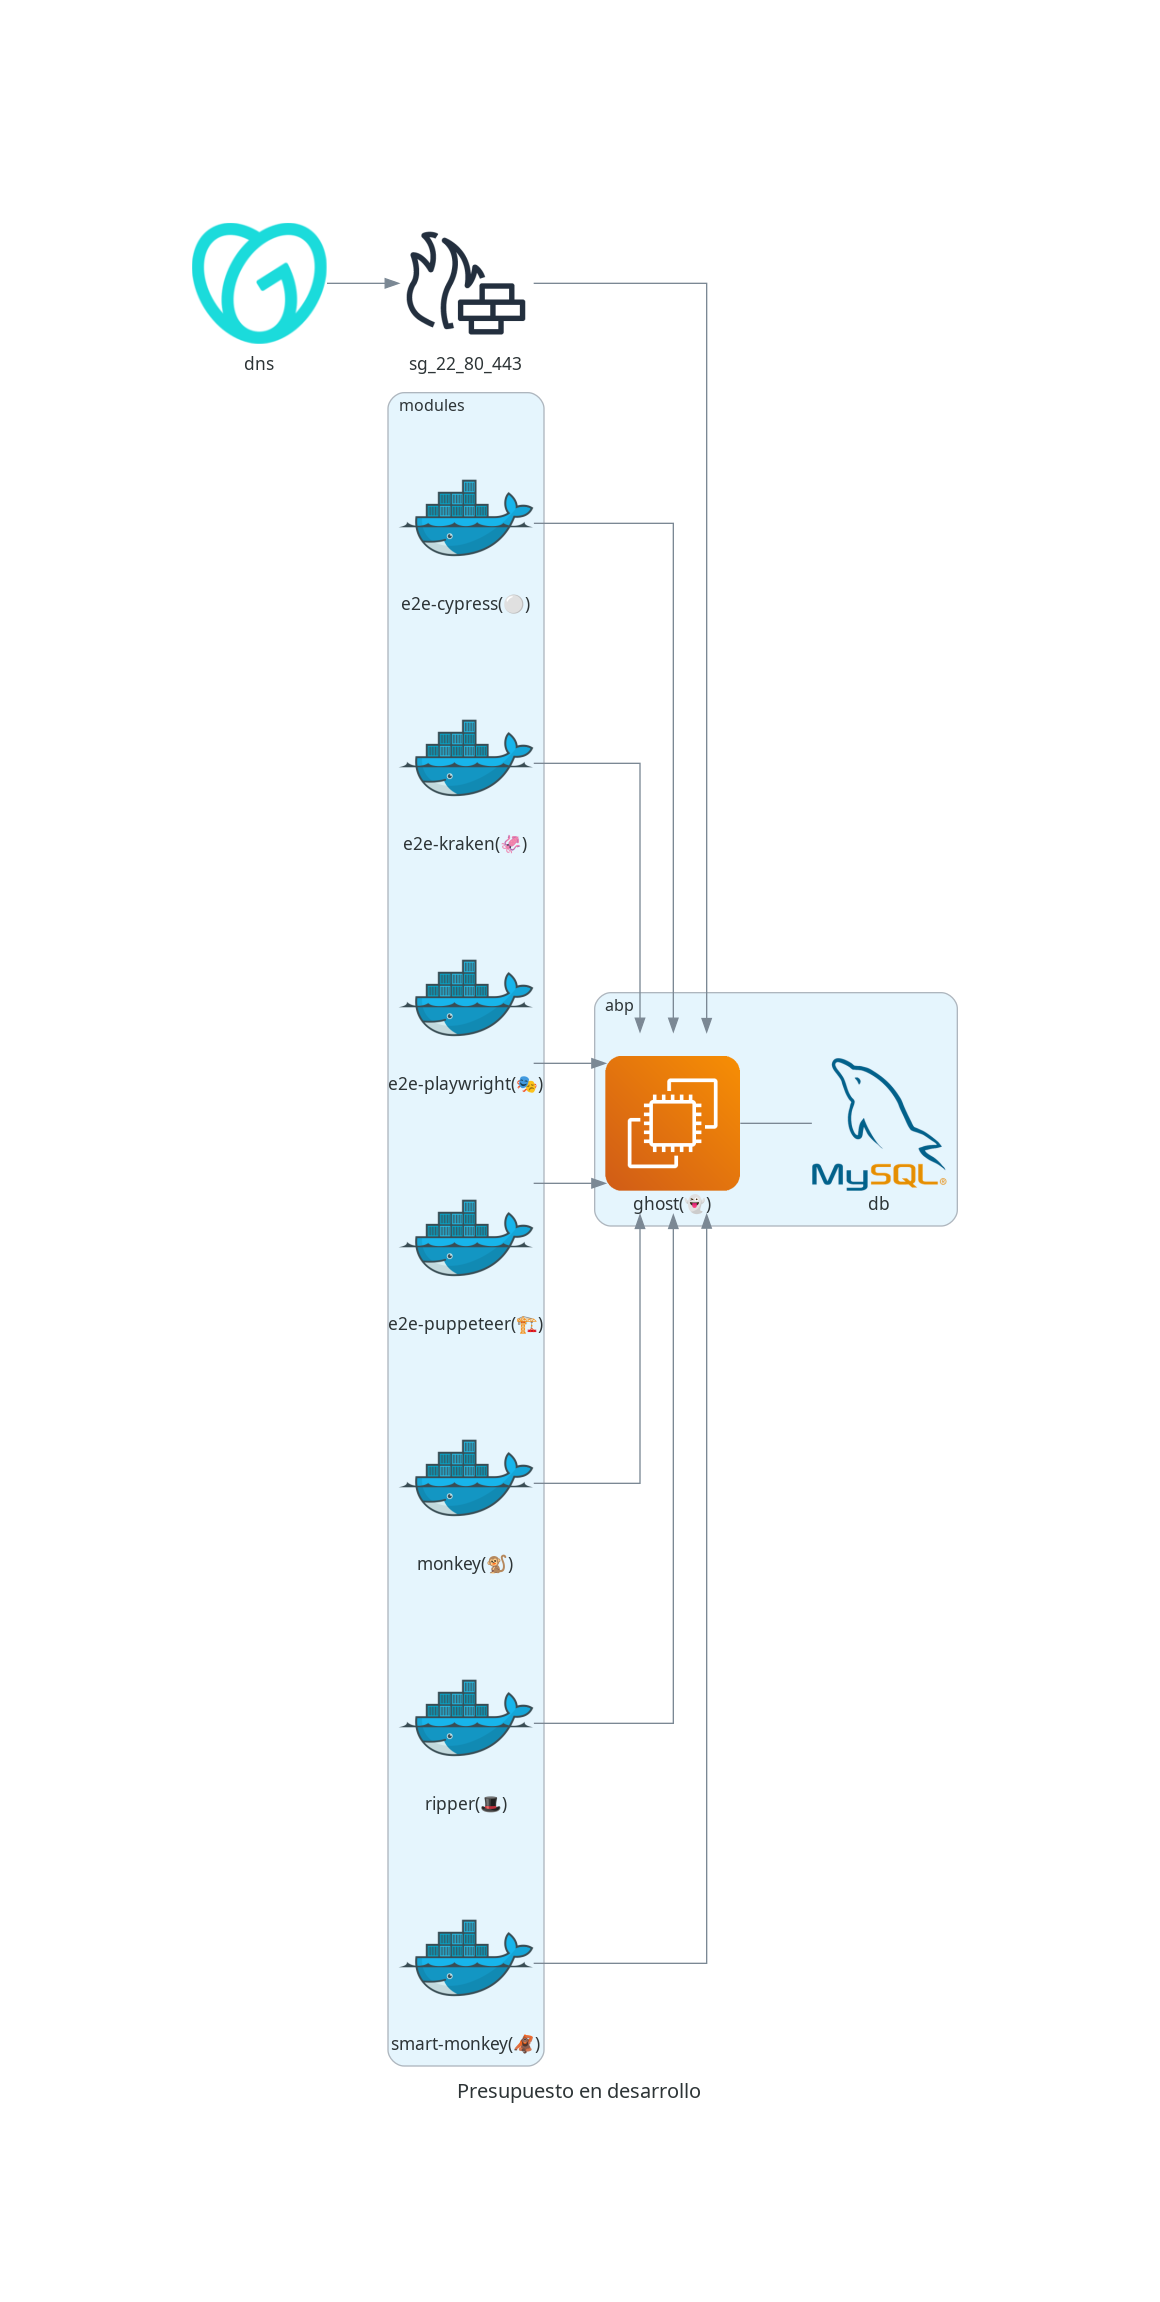 dns
sg_22_80_443
modules
e2e-cypress(⚪)
e2e-kraken(🦑)
e2e-playwright(🎭)
e2e-puppeteer(🏗️)
monkey(🐒)
ripper(🎩)
smart-monkey(🦧)
abp
ghost(👻)
MySQL®
db
Presupuesto en desarrollo